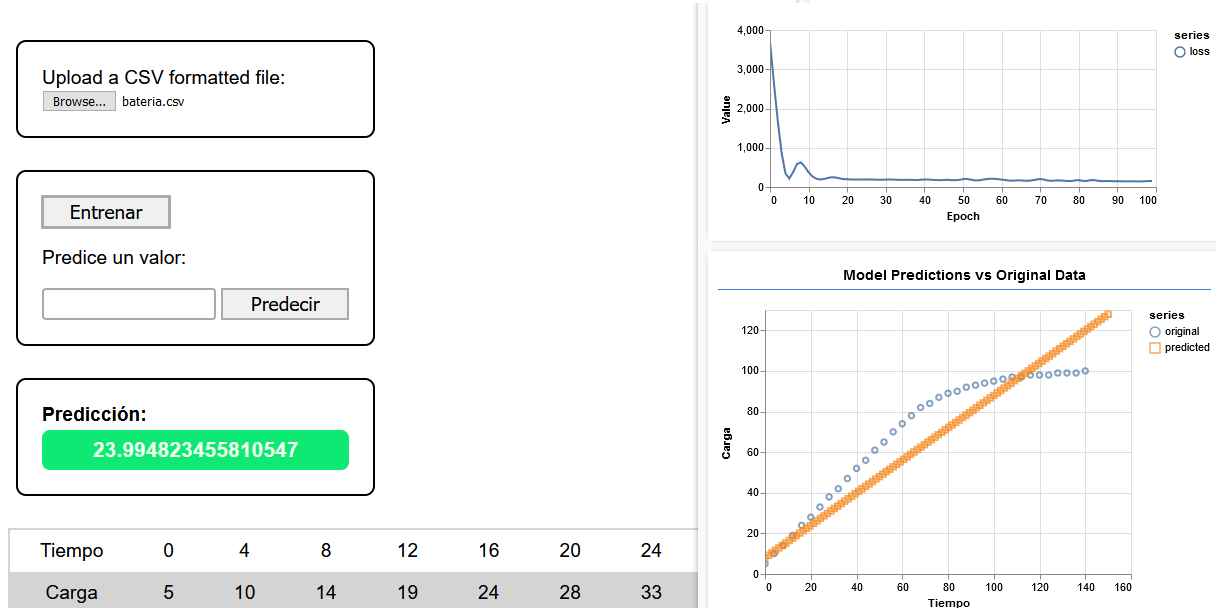 Upload a CSV formatted file:
Browse... bateria.csv
Entrenar
Predice un valor:
Predecir
Predicción:
23.994823455810547
Tiempo 0 4 8 12 16 20 24
Carga 5 10 14 19 24 28 33
4,000
3,000
2,000
1,000
0
Value
0 10 20 30 40 50 60 70 80 90 100
Epoch
series
loss
Model Predictions vs Original Data
120
100
80
60
40
20
0
Carga
0 20 40 60 80 100 120 140 160
Tiempo
series
original
predicted